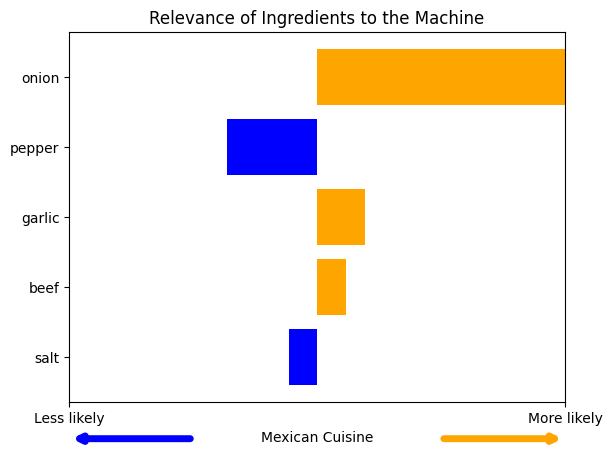 Relevance of Ingredients to the Machine
onion
pepper
garlic
beef
salt
Less likely
More likely
Mexican Cuisine